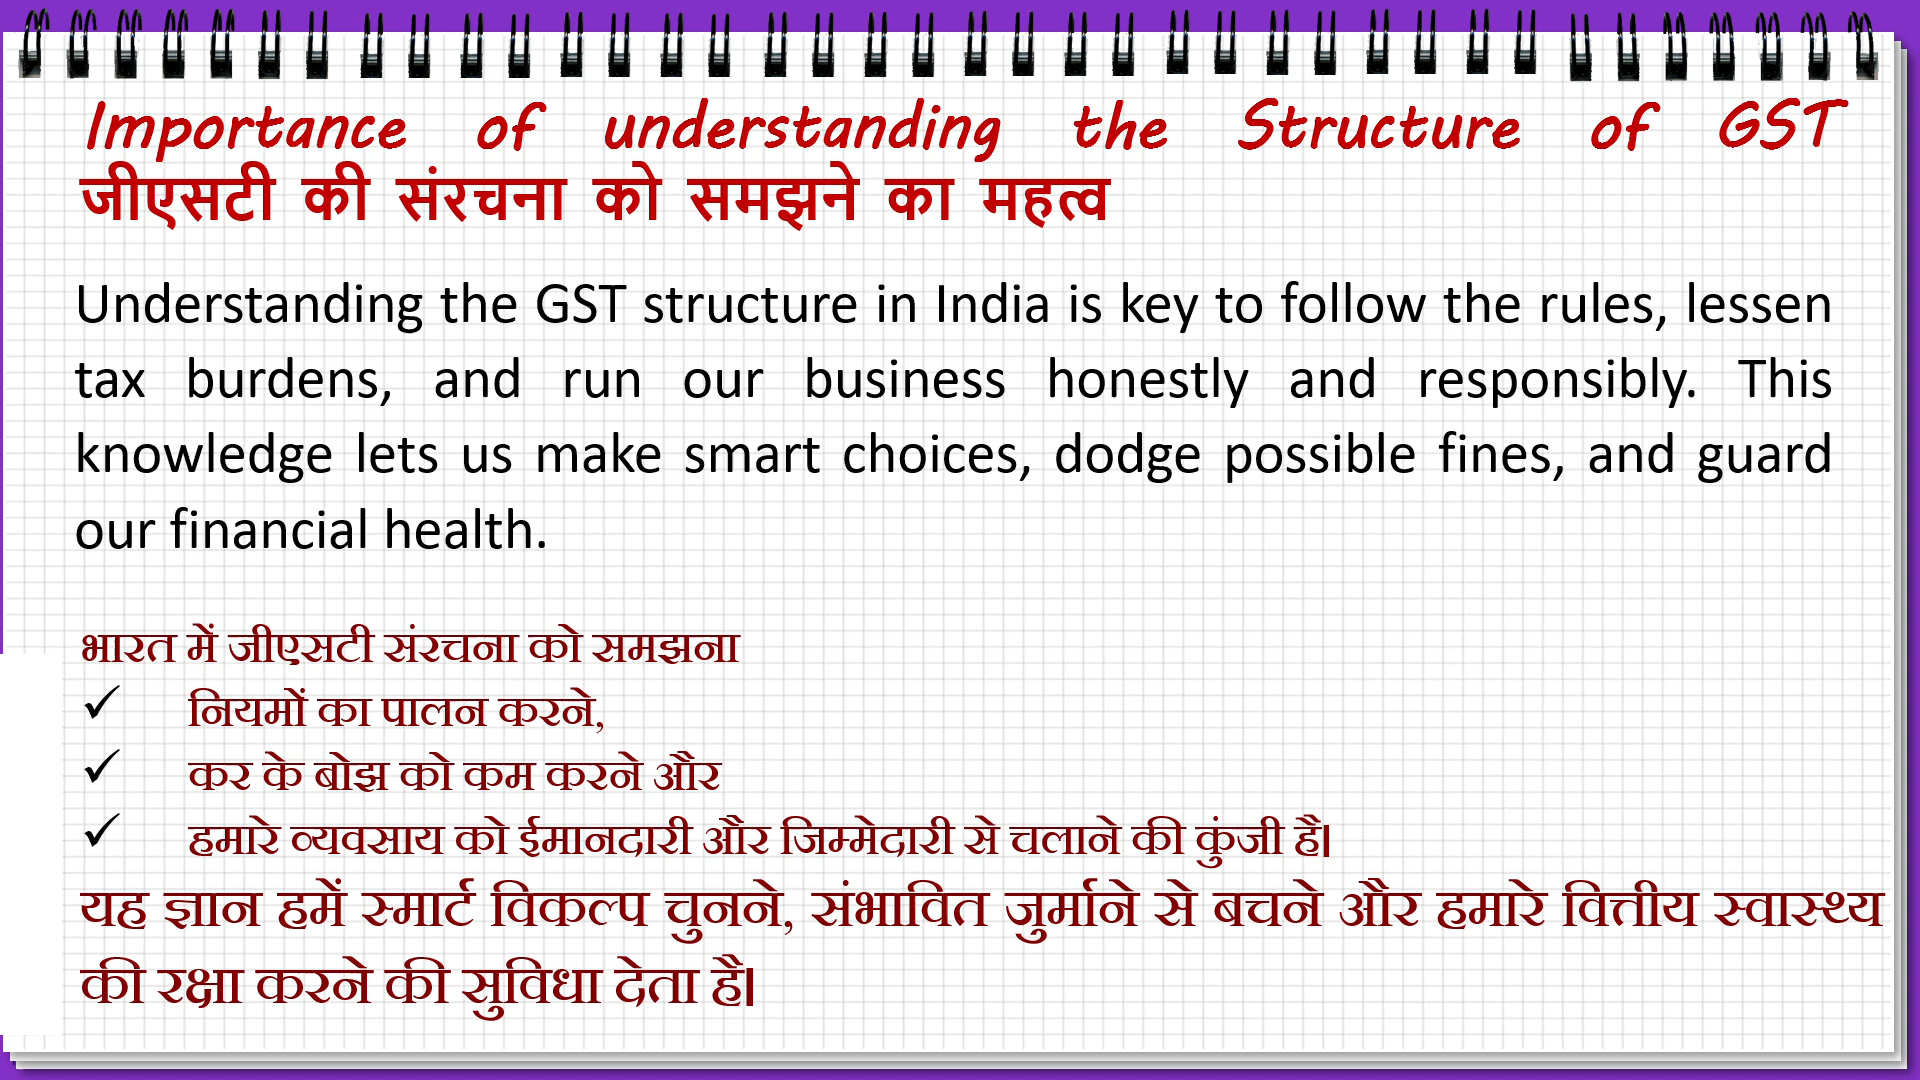 Importance of understanding the Structure of GST
जीएसटी की संरचना को समझने का महत्व
Understanding the GST structure in India is key to follow the rules, lessen
tax burdens, and run our business honestly and responsibly. This
knowledge lets us make smart choices, dodge possible fines, and guard
our financial health.
भारत में जीएसटी संरचना को समझना
✓ नियमों का पालन करने,
✓ कर के बोझ को कम करने और
✓ हमारे व्यवसाय को ईमानदारी और जिम्मेदारी से चलाने की कुंजी है।
यह ज्ञान हमें स्मार्ट विकल्प चुनने, संभावित जुर्माने से बचने और हमारे वित्तीय स्वास्थ्य
की रक्षा करने की सुविधा देता है।